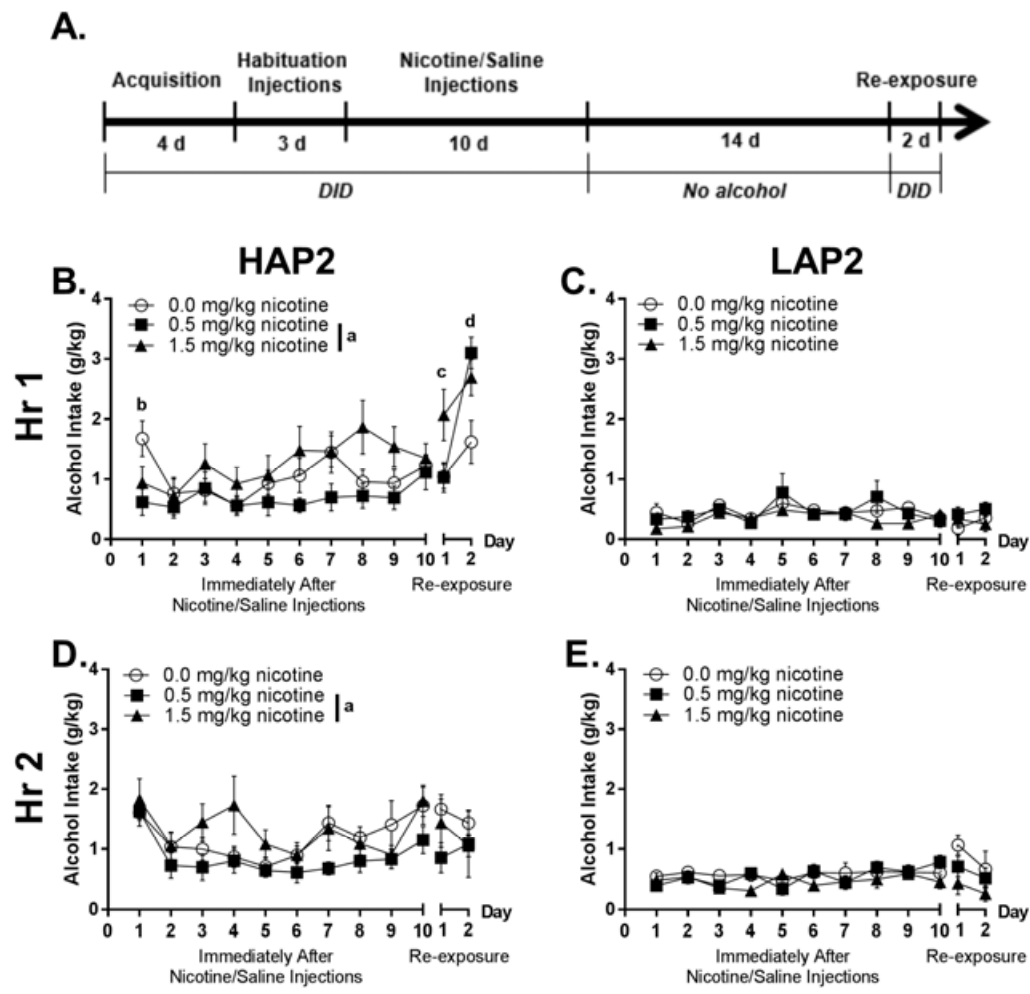 A.
Acquisition
Habituation
Injections
Nicotine/Saline
Injections
Re-exposure
4 d
3 d
10 d
14 d
2 d
DID
No alcohol
DID
HAP2
LAP2
Hr 1
B.
Alcohol Intake (g/kg)
4
3
2
1
0
0.0 mg/kg nicotine
0.5 mg/kg nicotine
1.5 mg/kg nicotine
a
b
c
d
0 1 2 3 4 5 6 7 8 9 10 1 2 Day
Immediately After
Nicotine/Saline Injections
Re-exposure
C.
Alcohol Intake (g/kg)
4
3
2
1
0
0.0 mg/kg nicotine
0.5 mg/kg nicotine
1.5 mg/kg nicotine
0 1 2 3 4 5 6 7 8 9 10 1 2 Day
Immediately After
Nicotine/Saline Injections
Re-exposure
Hr 2
D.
Alcohol Intake (g/kg)
4
3
2
1
0
0.0 mg/kg nicotine
0.5 mg/kg nicotine
1.5 mg/kg nicotine
a
0 1 2 3 4 5 6 7 8 9 10 1 2 Day
Immediately After
Nicotine/Saline Injections
Re-exposure
E.
Alcohol Intake (g/kg)
4
3
2
1
0
0.0 mg/kg nicotine
0.5 mg/kg nicotine
1.5 mg/kg nicotine
0 1 2 3 4 5 6 7 8 9 10 1 2 Day
Immediately After
Nicotine/Saline Injections
Re-exposure